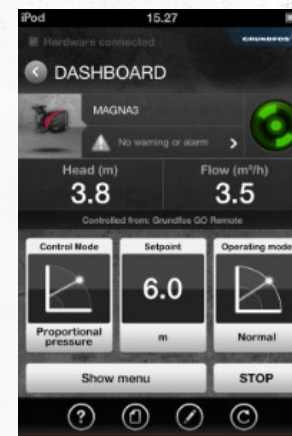 iPod 15.27
Hardware connected
GRUNDFOS
DASHBOARD
MAGNA3
No warning or alarm
Head (m) Flow (m³/h)
3.8 3.5
Controlled from: Grundfos GO Remote
Control Mode Setpoint Operating mode
6.0
Proportional
pressure m Normal
Show menu STOP
?